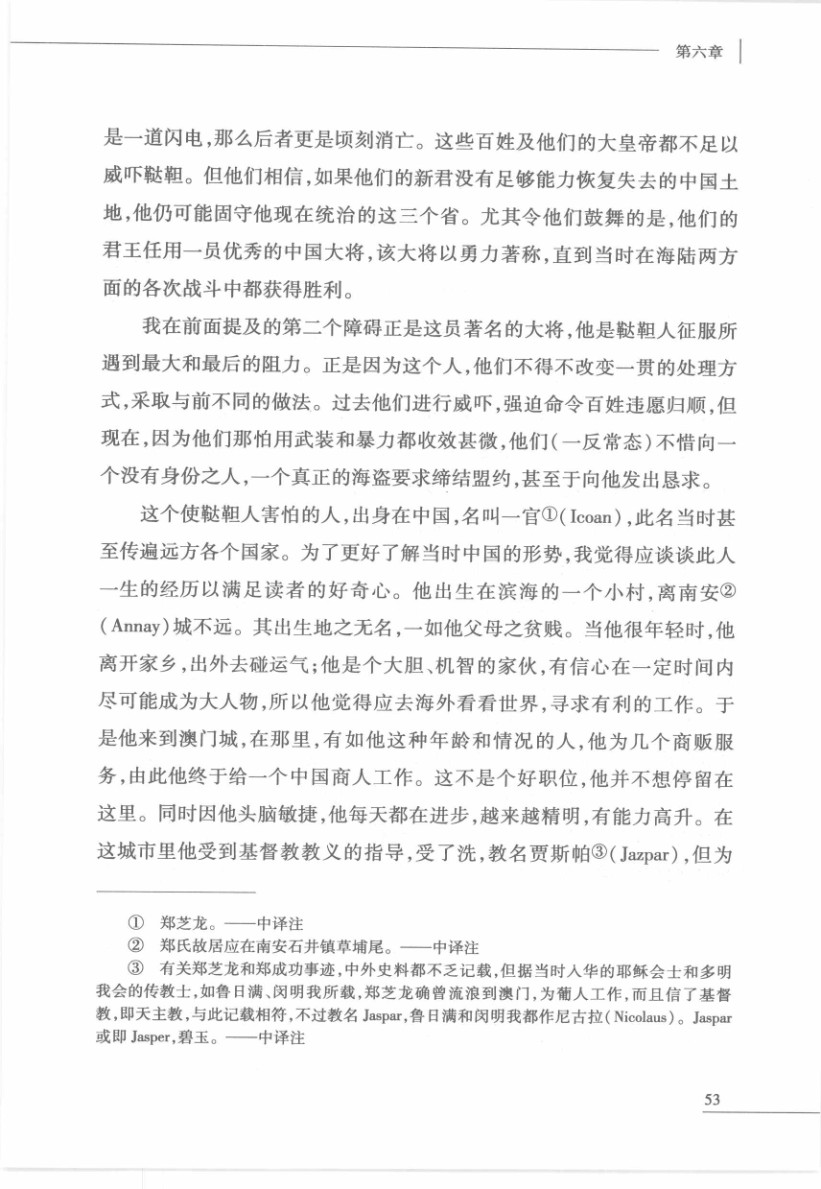 第六章
是一道闪电,那么后者更是顷刻消亡。这些百姓及他们的大皇帝都不足以
威吓鞑靼。但他们相信,如果他们的新君没有足够能力恢复失去的中国土
地,他仍可能固守他现在统治的这三个省。尤其令他们鼓舞的是,他们的
君王任用一员优秀的中国大将,该大将以勇力著称,直到当时在海陆两方
面的各次战斗中都获得胜利。
我在前面提及的第二个障碍正是这员著名的大将,他是鞑靼人征服所
遇到最大和最后的阻力。正是因为这个人,他们不得不改变一贯的处理方
式,采取与前不同的做法。过去他们进行威吓,强迫命令百姓违愿归顺,但
现在,因为他们那怕用武装和暴力都收效甚微,他们(一反常态)不惜向一
个没有身份之人,一个真正的海盗要求缔结盟约,甚至于向他发出恳求。
这个使鞑靼人害怕的人,出身在中国,名叫一官①(Icoan),此名当时甚
至传遍远方各个国家。为了更好了解当时中国的形势,我觉得应谈谈此人
一生的经历以满足读者的好奇心。他出生在滨海的一个小村,离南安②
(Annay)城不远。其出生地之无名,一如他父母之贫贱。当他很年轻时,他
离开家乡,出外去碰运气;他是个大胆、机智的家伙,有信心在一定时间内
尽可能成为大人物,所以他觉得应去海外看看世界,寻求有利的工作。于
是他来到澳门城,在那里,有如他这种年龄和情况的人,他为几个商贩服
务,由此他终于给一个中国商人工作。这不是个好职位,他并不想停留在
这里。同时因他头脑敏捷,他每天都在进步,越来越精明,有能力高升。在
这城市里他受到基督教教义的指导,受了洗,教名贾斯帕③(Jazpar),但为
① 郑芝龙。——中译注
② 郑氏故居应在南安石井镇草埔尾。——中译注
③ 有关郑芝龙和郑成功事迹,中外史料都不乏记载,但据当时入华的耶稣会士和多明
我会的传教士,如鲁日满、闵明我所载,郑芝龙确曾流浪到澳门,为葡人工作,而且信了基督
教,即天主教,与此记载相符,不过教名 Jaspar,鲁日满和闵明我都作尼古拉(Nicolaus)。Jaspar
或即 Jasper,碧玉。——中译注
53